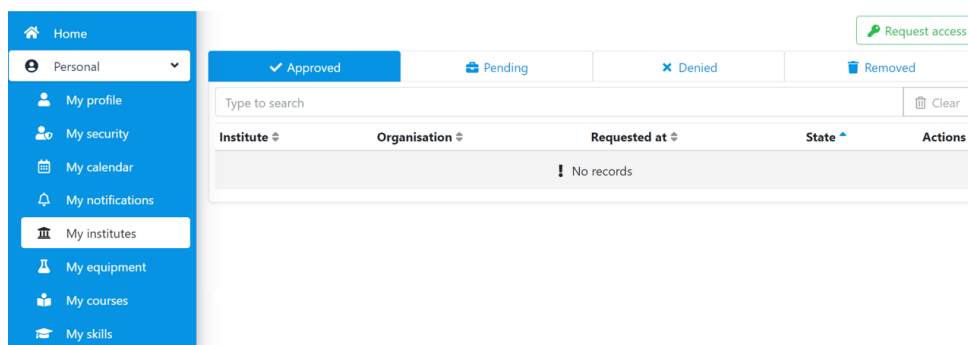 Home
Request access
Personal
Approved
Pending
Denied
Removed
My profile
Type to search
Clear
My security
Institute
Organisation
Requested at
State
Actions
My calendar
No records
My notifications
My institutes
My equipment
My courses
My skills